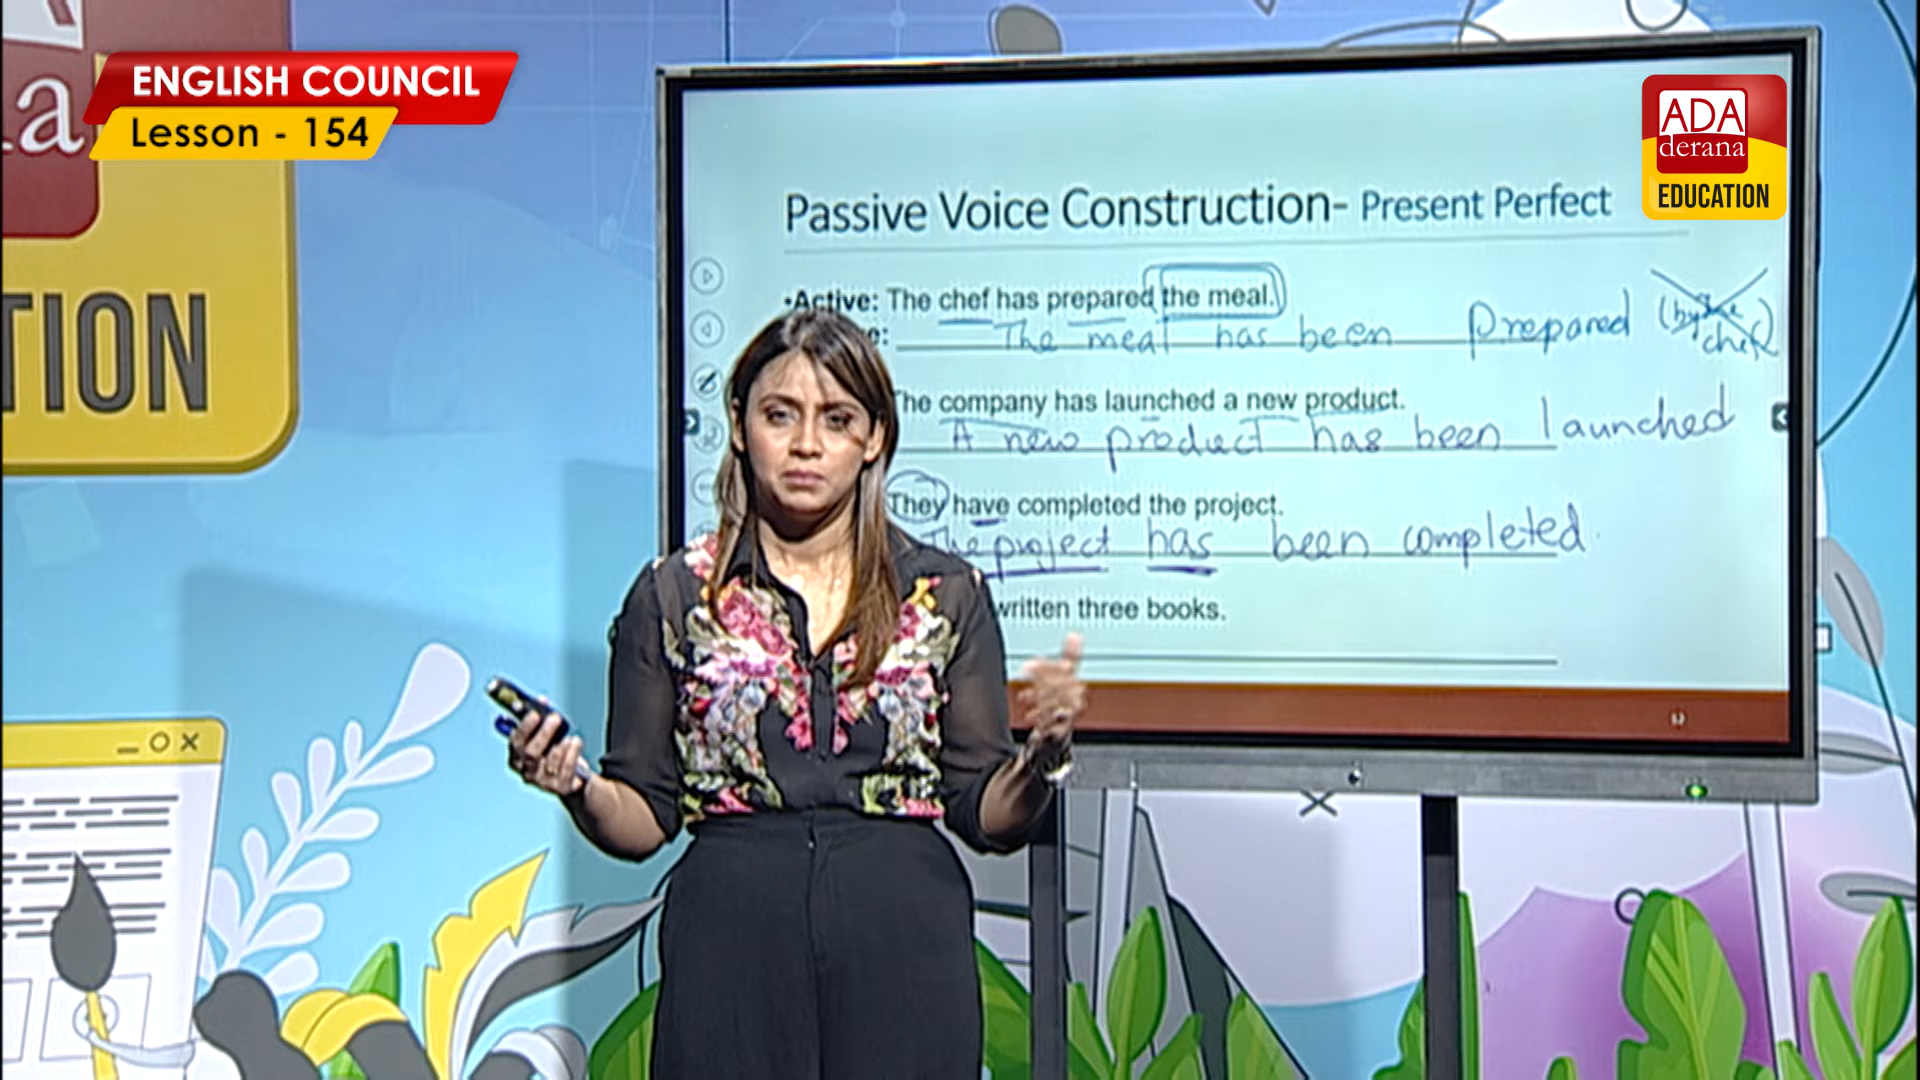 ENGLISH COUNCIL
Lesson - 154
ADA
derana
EDUCATION
a
TION
Passive Voice Construction- Present Perfect
•Active: The chef has prepared the meal.
e: The meal has been prepared (by the chef)
The company has launched a new product.
A new product has been launched
They have completed the project.
The project has been completed.
written three books.